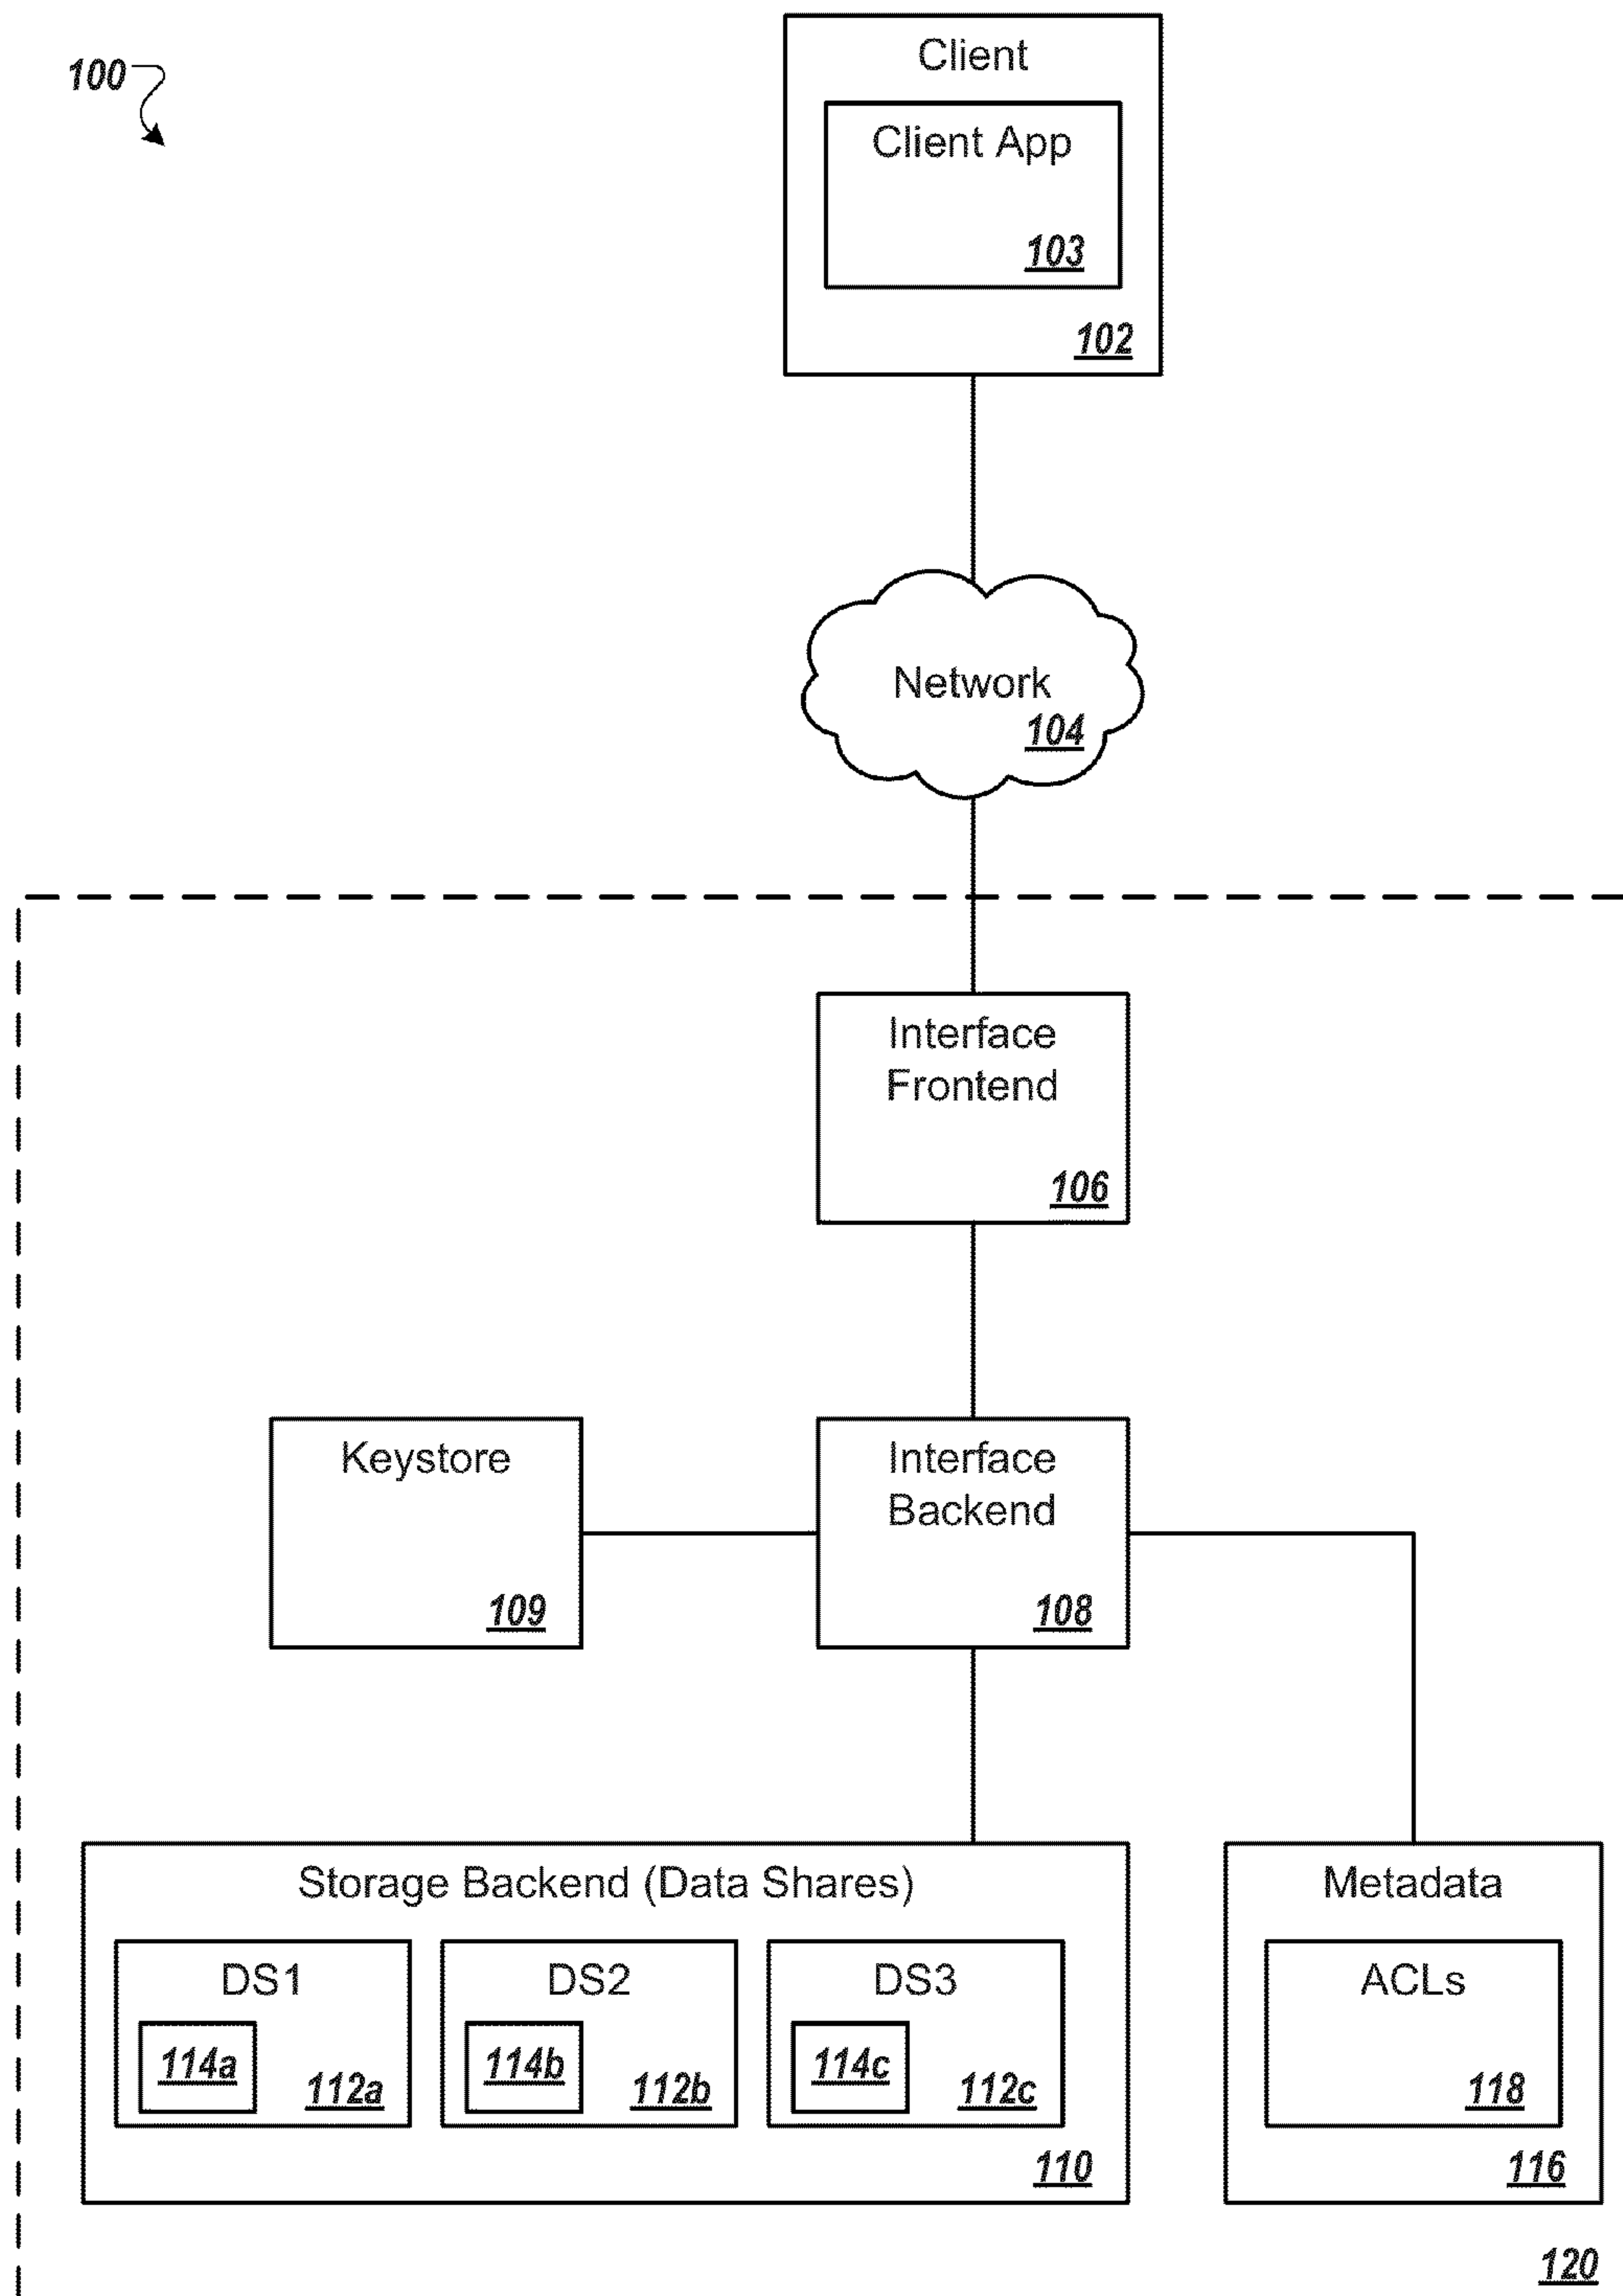 100
Client
Client App
103
102
Network
104
Interface
Frontend
106
Keystore
109
Interface
Backend
108
Storage Backend (Data Shares)
DS1
114a
112a
DS2
114b
112b
DS3
114c
112c
110
Metadata
ACLs
118
116
120